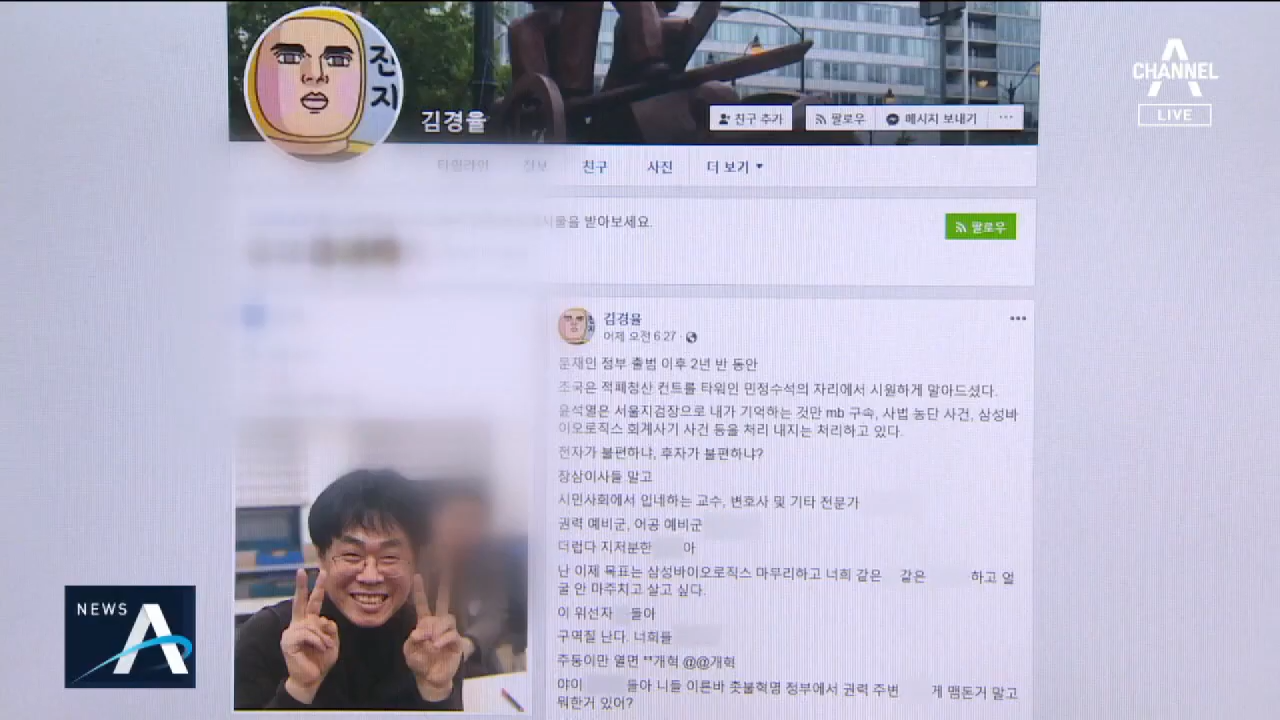 전지
CHANNEL
LIVE
김경율
친구 추가
팔로우
메시지 보내기
타임라인 정보 친구 사진 더 보기
받아보세요.
팔로우
김경율
어제 오전 6:27
문재인 정부 출범 이후 2년 반 동안
조국은 적폐청산 컨트롤 타워인 민정수석의 자리에서 시원하게 말아드셨다.
윤석열은 서울지검장으로 내가 기억하는 것만 mb 구속, 사법 농단 사건, 삼성바
이오로직스 회계사기 사건 등을 처리 내지는 처리하고 있다.
전자가 불편하냐, 후자가 불편하냐?
장삼이사들 말고
시민사회에서 입네하는 교수, 변호사 및 기타 전문가
권력 예비군, 어공 예비군
더럽다 지저분한 아
난 이제 목표는 삼성바이오로직스 마무리하고 너희 같은 같은 하고 얼
굴 안 마주치고 살고 싶다.
이 위선자 들아
구역질 난다. 너희들
주둥이만 열면 **개혁 @@개혁
야이 들아 니들 이른바 촛불혁명 정부에서 권력 주변 게 맴돈거 말고
뭐한거 있어?
NEWS A